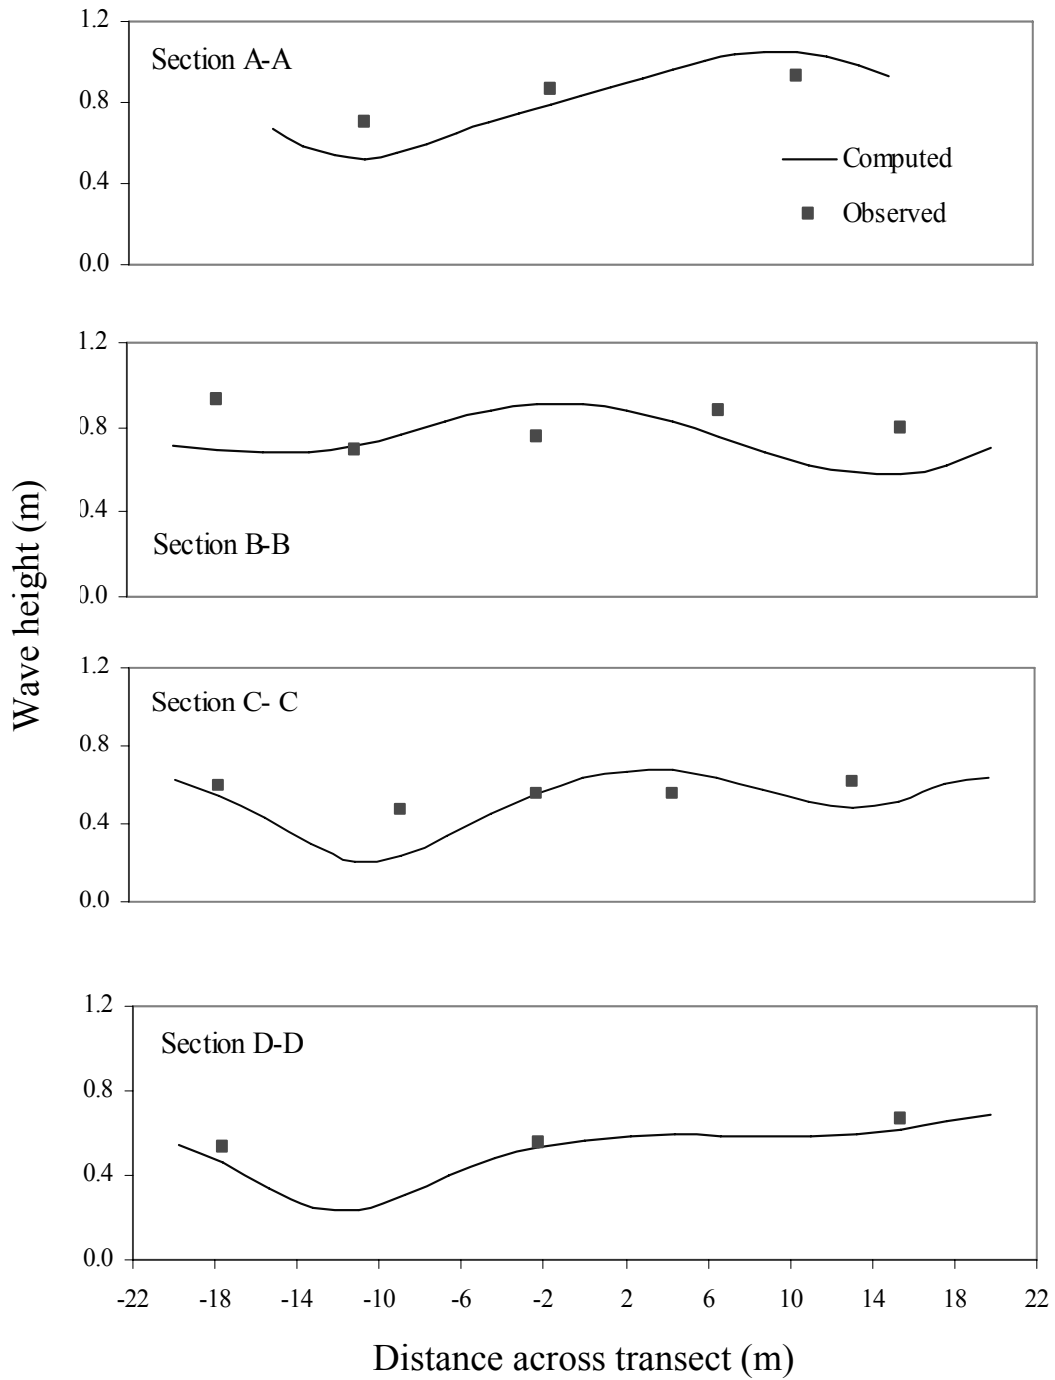 1.2
Section A-A
0.8
Computed
0.4
Observed
0.0
1.2
0.8
0.4
Section B-B
0.0
Wave height (m)
1.2
Section C- C
0.8
0.4
0.0
1.2
Section D-D
0.8
0.4
0.0
-22 -18 -14 -10 -6 -2 2 6 10 14 18 22
Distance across transect (m)